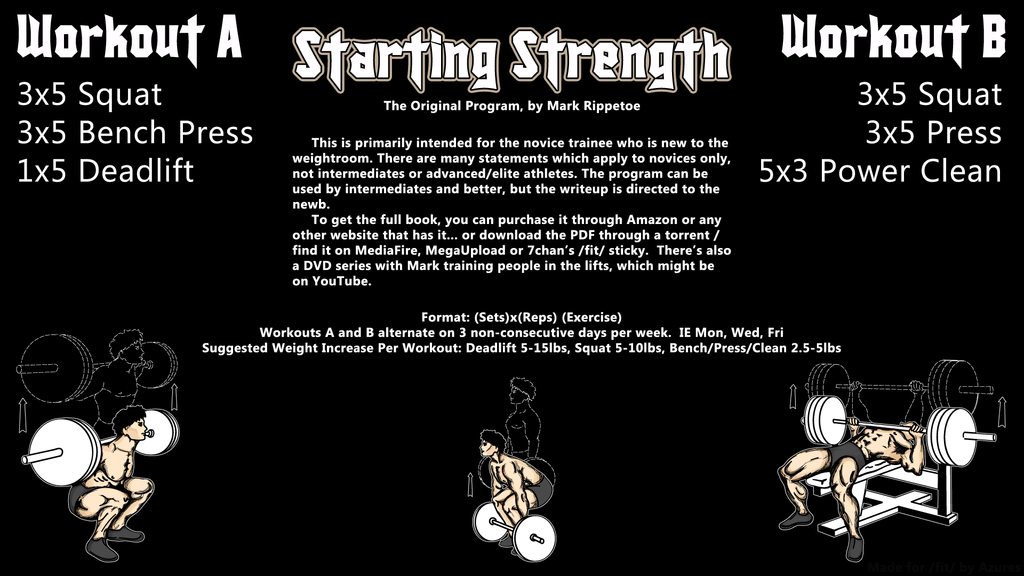 Workout A
3x5 Squat
3x5 Bench Press
1x5 Deadlift
Starting Strength
The Original Program, by Mark Rippetoe
This is primarily intended for the novice trainee who is new to the
weightroom. There are many statements which apply to novices only,
not intermediates or advanced/elite athletes. The program can be
used by intermediates and better, but the writeup is directed to the
newb.
To get the full book, you can purchase it through Amazon or any
other website that has it... or download the PDF through a torrent /
find it on MediaFire, MegaUpload or 7chan's /fit/ sticky. There's also
a DVD series with Mark training people in the lifts, which might be
on YouTube.
Workout B
3x5 Squat
3x5 Press
5x3 Power Clean
Format: (Sets)x(Reps) (Exercise)
Workouts A and B alternate on 3 non-consecutive days per week. IE Mon, Wed, Fri
Suggested Weight Increase Per Workout: Deadlift 5-15lbs, Squat 5-10lbs, Bench/Press/Clean 2.5-5lbs
Made for /fit/ by Azures